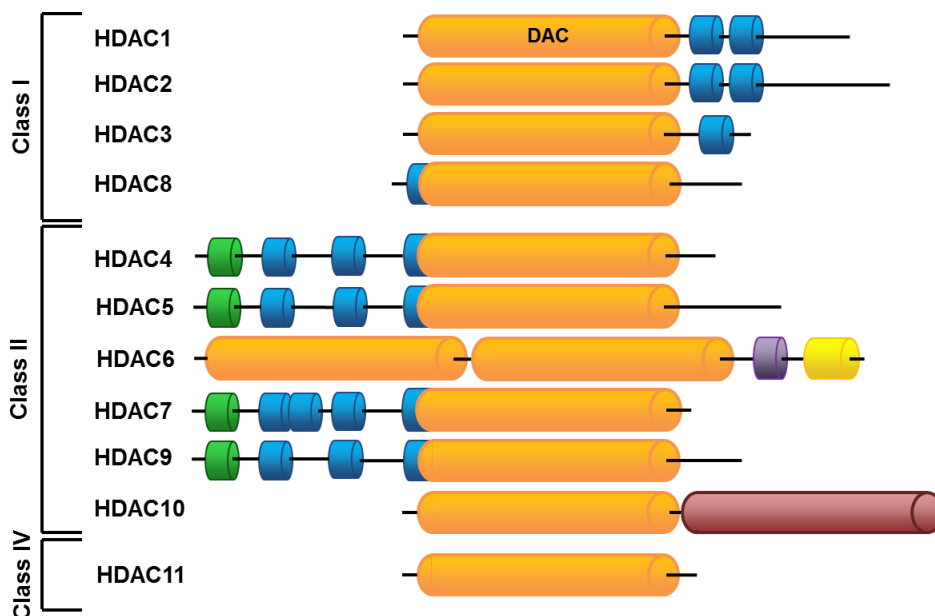 Class I
HDAC1
DAC
HDAC2
HDAC3
HDAC8
Class II
HDAC4
HDAC5
HDAC6
HDAC7
HDAC9
HDAC10
Class IV
HDAC11